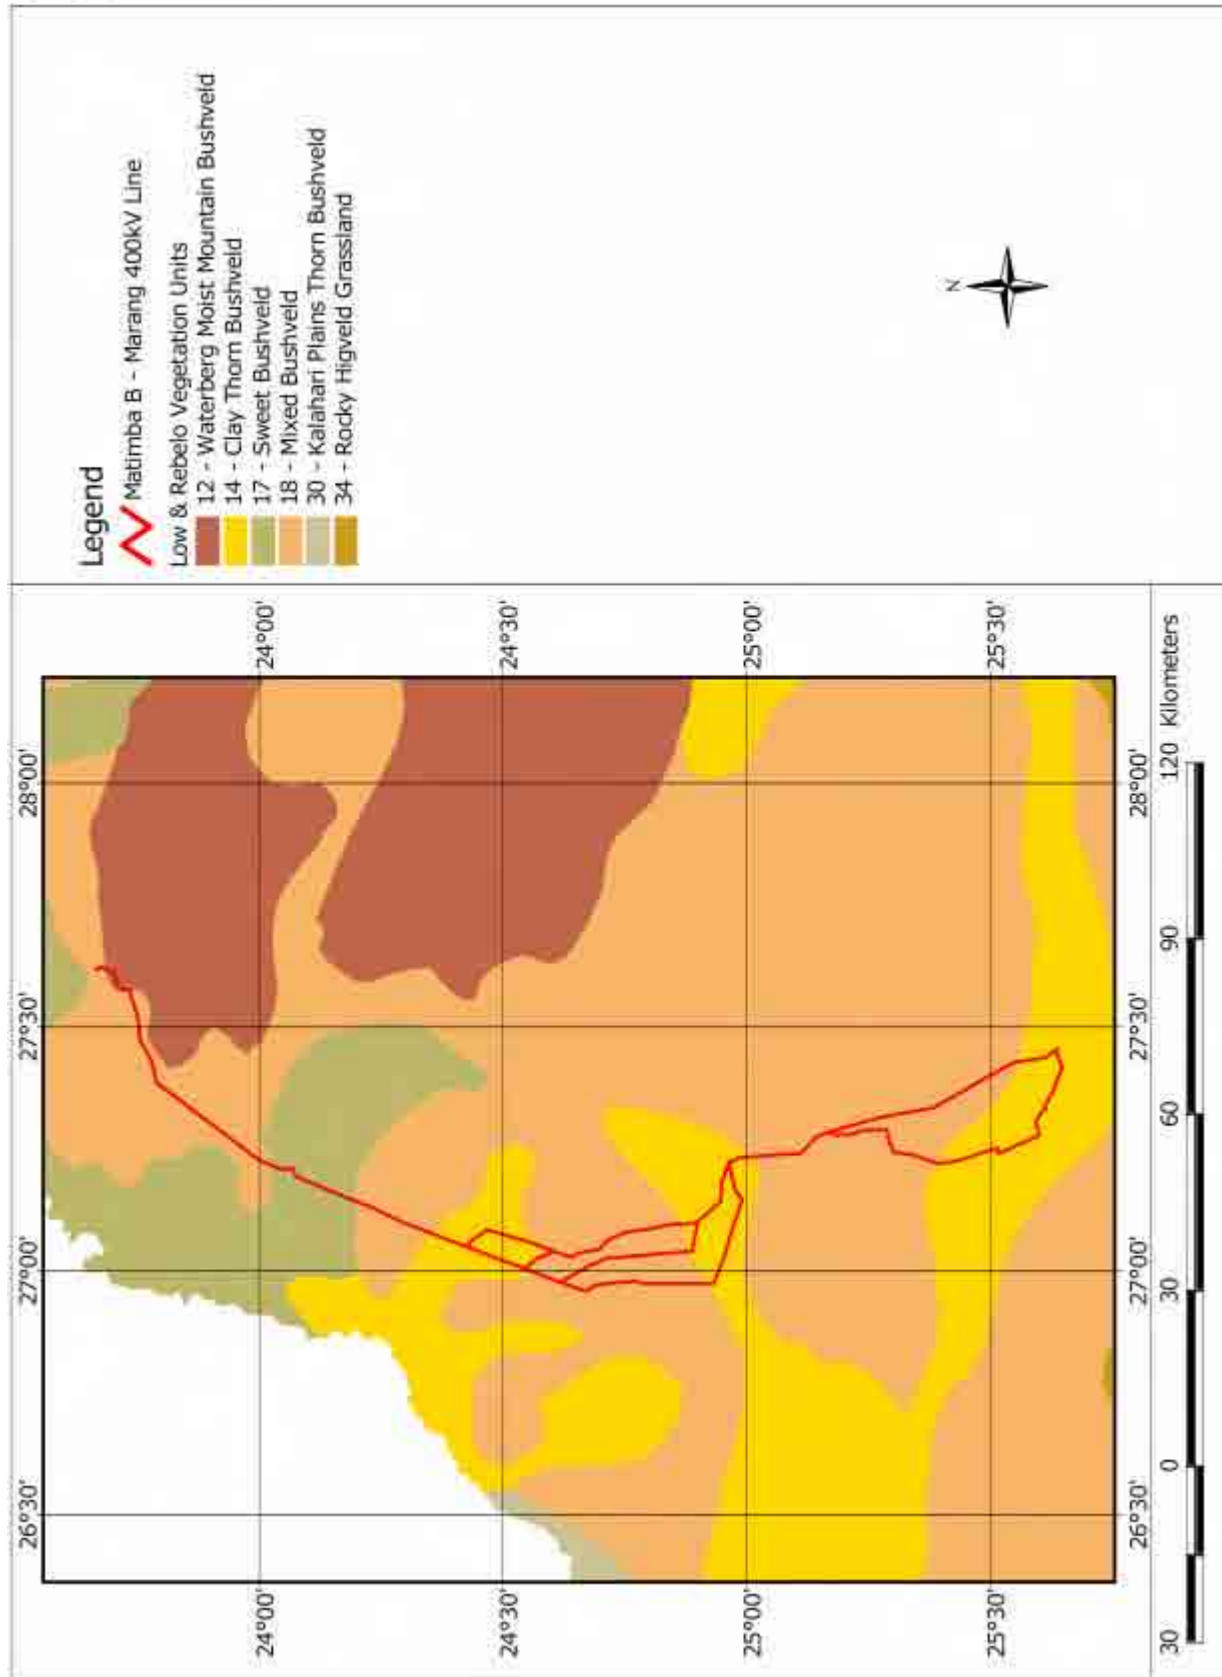 26°30' 27°00' 27°30' 28°00'
24°00' 24°00'
24°30' 24°30'
25°00' 25°00'
25°30' 25°30'
26°30' 27°00' 27°30' 28°00'
30 0 30 60 90 120 Kilometers
Legend
Matimba B - Marang 400kV Line
Low & Rebelo Vegetation Units
12 - Waterberg Moist Mountain Bushveld
14 - Clay Thorn Bushveld
17 - Sweet Bushveld
18 - Mixed Bushveld
30 - Kalahari Plains Thorn Bushveld
34 - Rocky Higveld Grassland
N